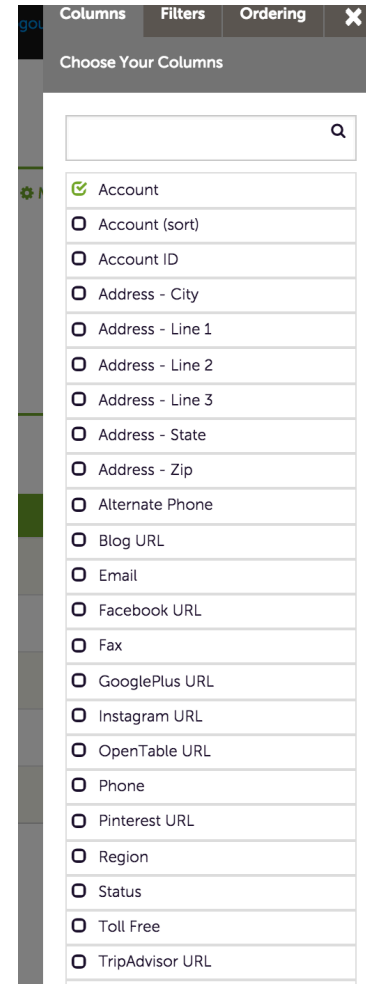 Columns Filters Ordering
Choose Your Columns
Account
Account (sort)
Account ID
Address - City
Address - Line 1
Address - Line 2
Address - Line 3
Address - State
Address - Zip
Alternate Phone
Blog URL
Email
Facebook URL
Fax
GooglePlus URL
Instagram URL
OpenTable URL
Phone
Pinterest URL
Region
Status
Toll Free
TripAdvisor URL